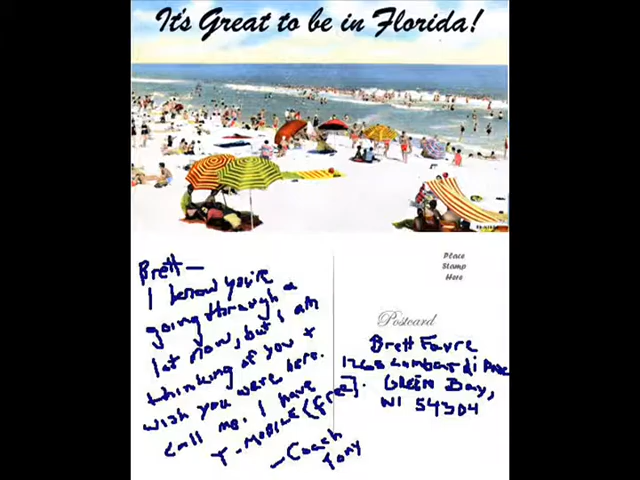 It's Great to be in Florida!
Brett—
I know you're
going through a
lot now, but I am
thinking of you +
wish you were here.
Call me. I have
T-Mobile (free).
—Coach
Tony
Place
Stamp
Here
Postcard
Brett Favre
1265 Lombardi Ave
GREEN Bay,
WI 54304